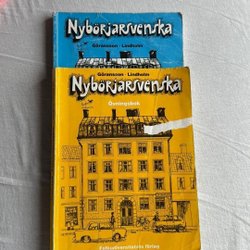 Nybörjarsvenska
Göransson · Lindholm
Göransson · Lindholm
Nybörjarsvenska
Övningsbok